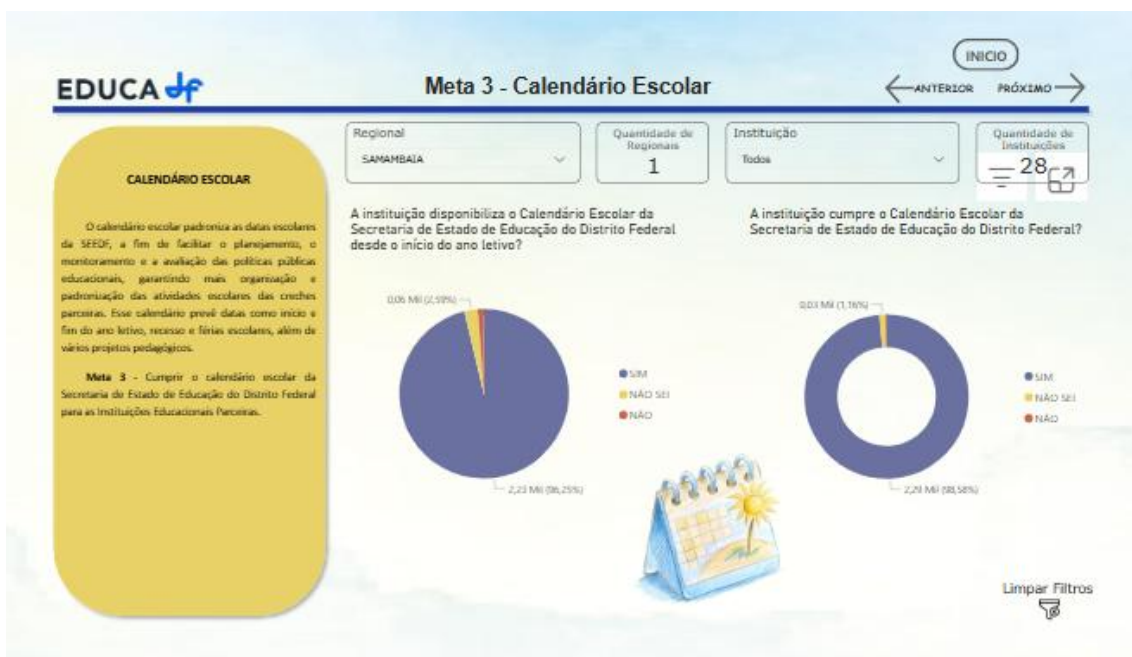 INICIO
EDUCA df
Meta 3 - Calendário Escolar
ANTERIOR PRÓXIMO
Regional
SAMAMBAIA
Quantidade de
Regionais
1
Instituição
Todos
Quantidade de
Instituições
28
CALENDÁRIO ESCOLAR
O calendário escolar padroniza as datas escolares
da SEEDF, a fim de facilitar o planejamento, o
monitoramento e a avaliação das políticas públicas
educacionais, garantindo mais organização e
padronização das atividades escolares das creches
parceiras. Esse calendário prevê datas como início e
fim do ano letivo, recesso e férias escolares, além de
vários projetos pedagógicos.
Meta 3 - Cumprir o calendário escolar da
Secretaria de Estado de Educação do Distrito Federal
para as Instituições Educacionais Parceiras.
A instituição disponibiliza o Calendário Escolar da
Secretaria de Estado de Educação do Distrito Federal
desde o início do ano letivo?
0,06 Mil (2,59%)
2,23 Mil (96,25%)
SIM
NÃO SEI
NÃO
A instituição cumpre o Calendário Escolar da
Secretaria de Estado de Educação do Distrito Federal?
0,03 Mil (1,16%)
2,29 Mil (98,58%)
SIM
NÃO SEI
NÃO
Limpar Filtros